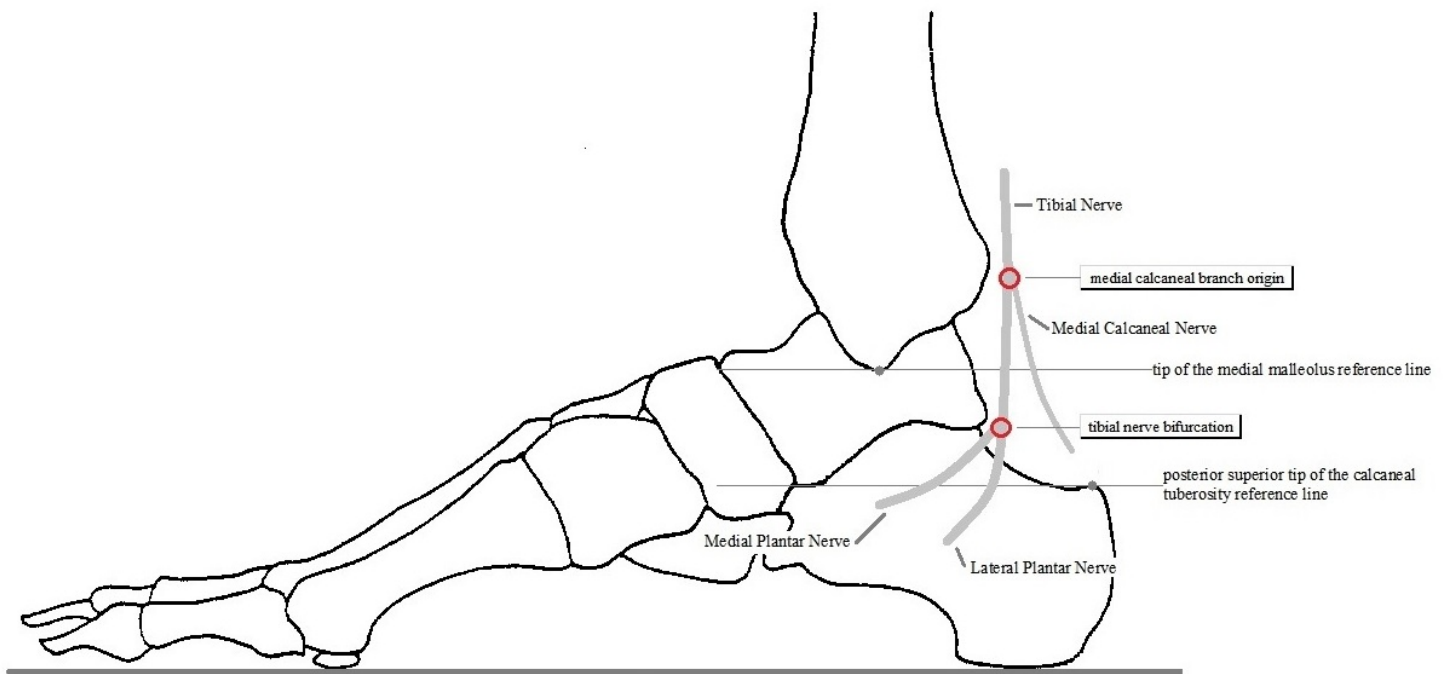 Tibial Nerve
medial calcaneal branch origin
Medial Calcaneal Nerve
tip of the medial malleolus reference line
tibial nerve bifurcation
posterior superior tip of the calcaneal
tuberosity reference line
Medial Plantar Nerve
Lateral Plantar Nerve